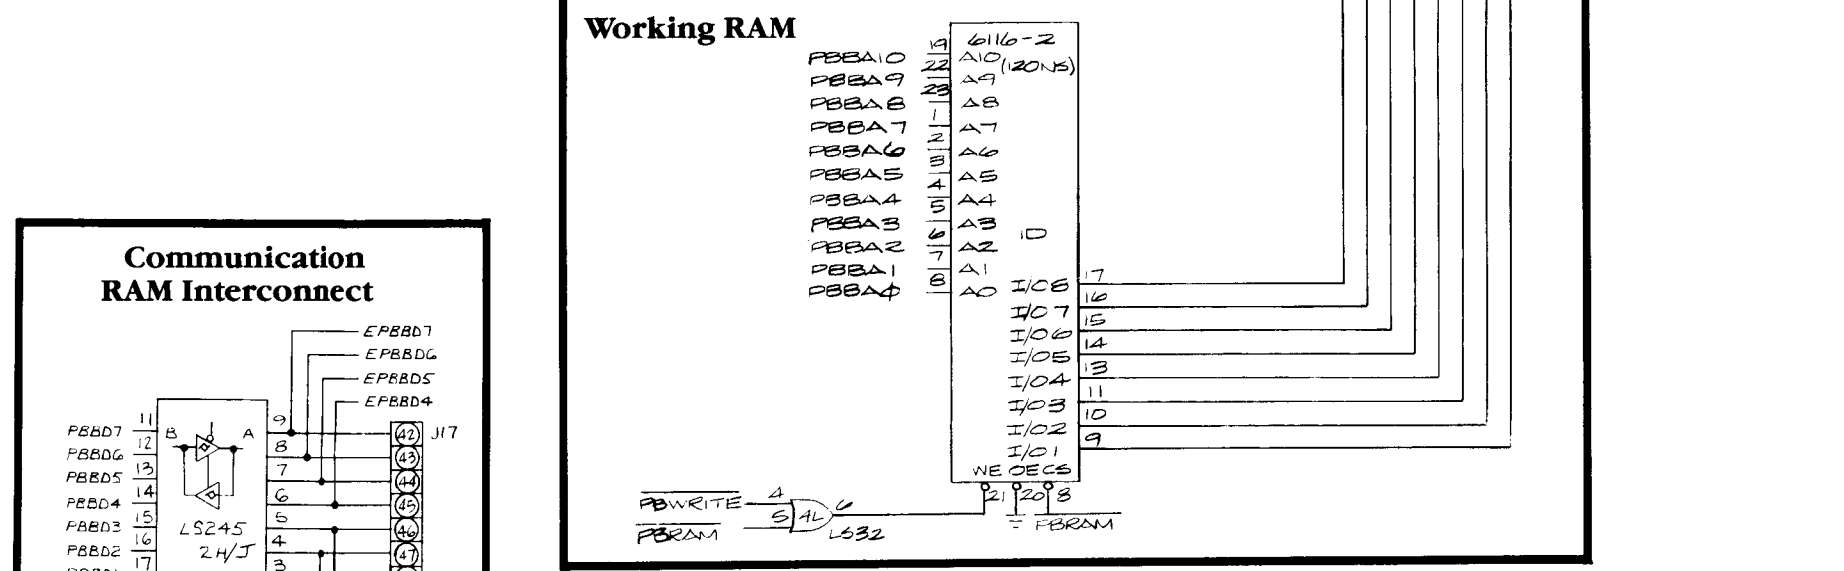 Working RAM
6116-2
(120NS)
PBBA10 19 A10
PBBA9 22 A9
PBBA8 23 A8
PBBA7 1 A7
PBBA6 2 A6
PBBA5 3 A5
PBBA4 4 A4
PBBA3 5 A3
PBBA2 6 A2
PBBA1 7 A1
PBBA0 8 A0
1D
I/O8 17
I/O7 16
I/O6 15
I/O5 14
I/O4 13
I/O3 11
I/O2 10
I/O1 9
WE OE CS
21 20 18
PBWRITE 4
PBRAM 5
4L 6
LS32
PBRAM
Communication
RAM Interconnect
EPBBD7
EPBBD6
EPBBD5
EPBBD4
PBBD7 11 B A 9 42 J17
PBBD6 12 8 43
PBBD5 13 7 44
PBBD4 14 6 45
PBBD3 15 LS245 5 46
PBBD2 16 2H/J 4 47
17 3